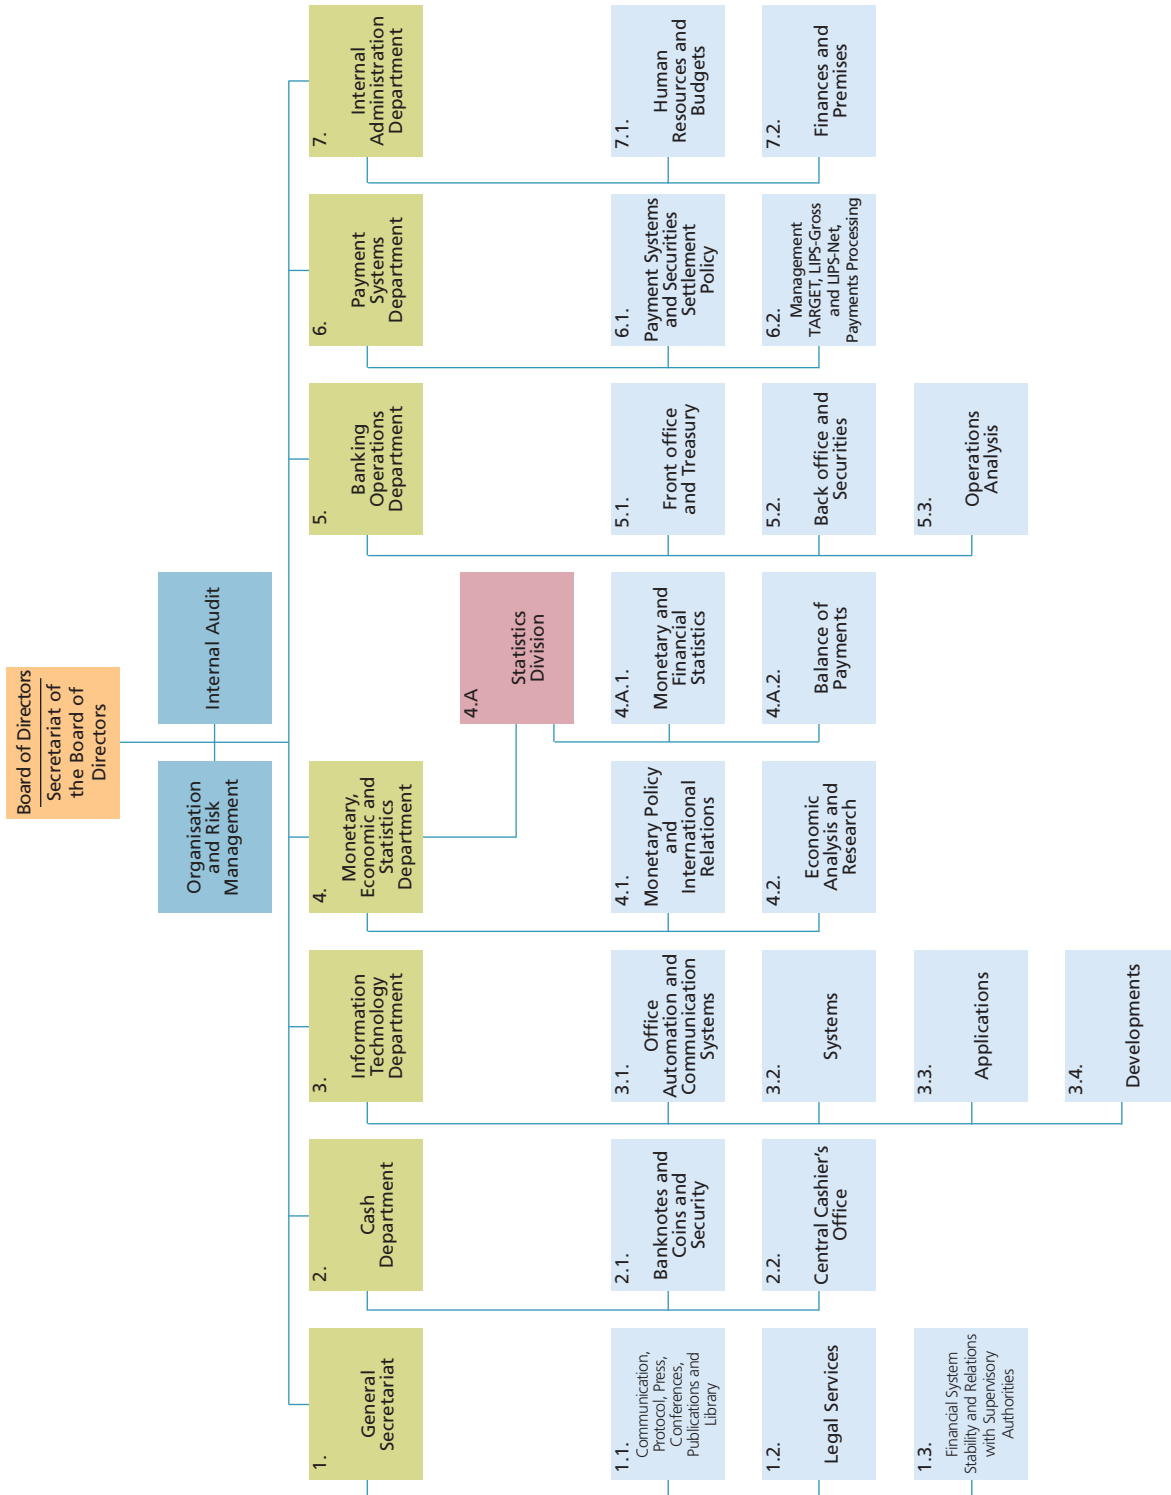 Board of Directors
Secretariat of
the Board of
Directors
Organisation
and Risk
Management
Internal Audit
1.
General
Secretariat
2.
Cash
Department
3.
Information
Technology
Department
4.
Monetary,
Economic and
Statistics
Department
5.
Banking
Operations
Department
6.
Payment
Systems
Department
7.
Internal
Administration
Department
4.A
Statistics
Division
1.1.
Communication,
Protocol, Press,
Conferences,
Publications and
Library
2.1.
Banknotes and
Coins and
Security
3.1.
Office
Automation and
Communication
Systems
4.1.
Monetary Policy
and
International
Relations
4.A.1.
Monetary and
Financial
Statistics
5.1.
Front office
and Treasury
6.1.
Payment Systems
and Securities
Settlement
Policy
7.1.
Human
Resources and
Budgets
1.2.
Legal Services
2.2.
Central Cashier's
Office
3.2.
Systems
4.2.
Economic
Analysis and
Research
4.A.2.
Balance of
Payments
5.2.
Back office and
Securities
6.2.
Management
TARGET, LIPS-Gross
and LIPS-Net,
Payments Processing
7.2.
Finances and
Premises
1.3.
Financial System
Stability and Relations
with Supervisory
Authorities
3.3.
Applications
5.3.
Operations
Analysis
3.4.
Developments